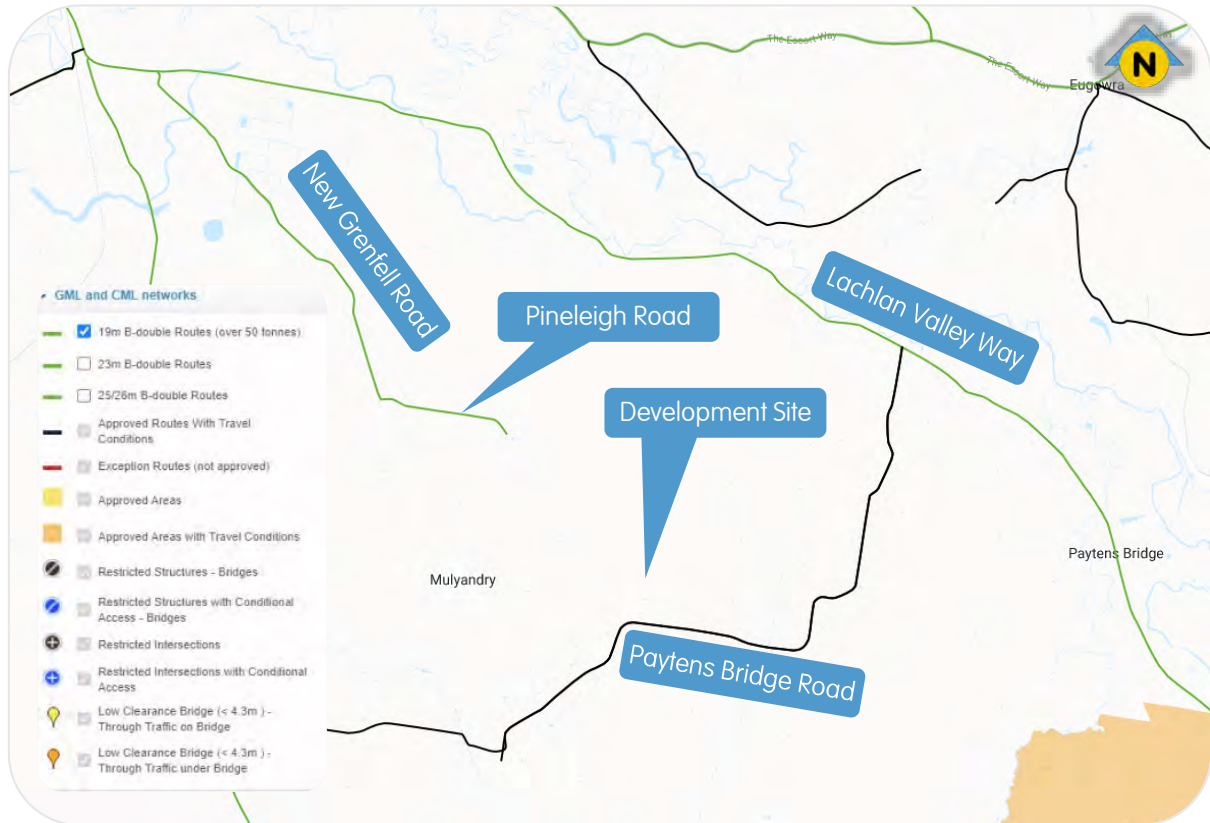 The Escort Way
The Escort Way
Eugowra
N
New Grenfell Road
Lachlan Valley Way
Pineleigh Road
Development Site
Paytens Bridge
Mulyandry
Paytens Bridge Road
GML and CML networks
19m B-double Routes (over 50 tonnes)
23m B-double Routes
25/26m B-double Routes
Approved Routes With Travel
Conditions
Exception Routes (not approved)
Approved Areas
Approved Areas with Travel Conditions
Restricted Structures - Bridges
Restricted Structures with Conditional
Access - Bridges
Restricted Intersections
Restricted Intersections with Conditional
Access
Low Clearance Bridge (< 4.3m ) -
Through Traffic on Bridge
Low Clearance Bridge (< 4.3m ) -
Through Traffic under Bridge